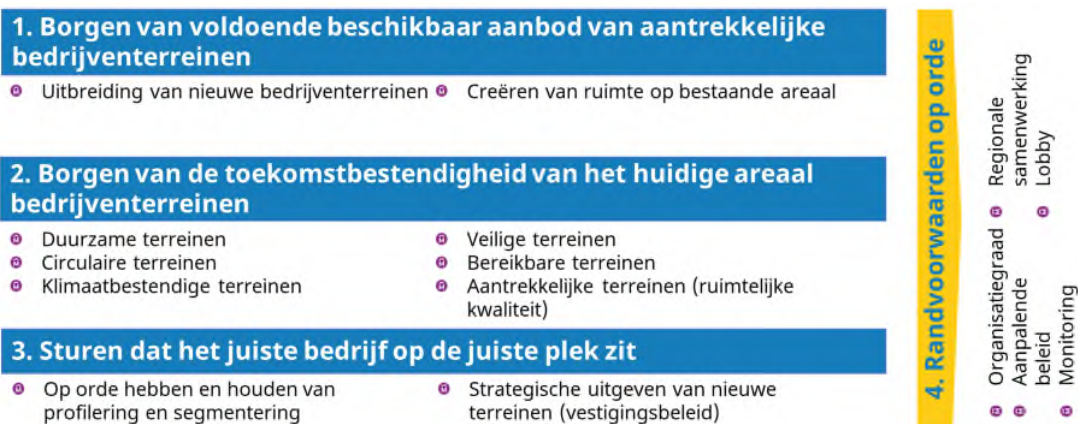 1. Borgen van voldoende beschikbaar aanbod van aantrekkelijke
bedrijventerreinen
Uitbreiding van nieuwe bedrijventerreinen
Creëren van ruimte op bestaande areaal
2. Borgen van de toekomstbestendigheid van het huidige areaal
bedrijventerreinen
Duurzame terreinen
Circulaire terreinen
Klimaatbestendige terreinen
Veilige terreinen
Bereikbare terreinen
Aantrekkelijke terreinen (ruimtelijke
kwaliteit)
3. Sturen dat het juiste bedrijf op de juiste plek zit
Op orde hebben en houden van
profilering en segmentering
Strategische uitgeven van nieuwe
terreinen (vestigingsbeleid)
4. Randvoorwaarden op orde
Organisatiegraad
Aanpalende
beleid
Monitoring
Regionale
samenwerking
Lobby